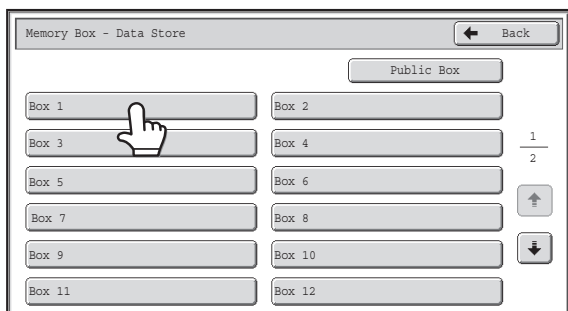 Memory Box - Data Store
Back
Public Box
Box 1
Box 2
Box 3
Box 4
1
2
Box 5
Box 6
Box 7
Box 8
Box 9
Box 10
Box 11
Box 12